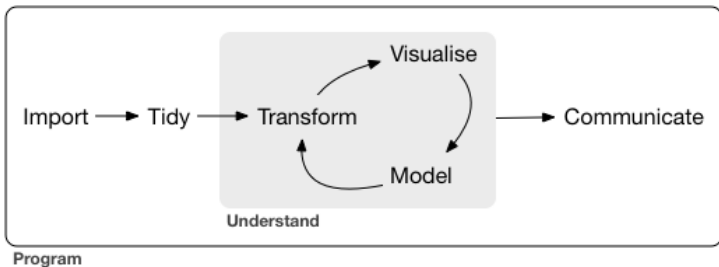 Visualise
Import
Tidy
Transform
Communicate
Model
Understand
Program